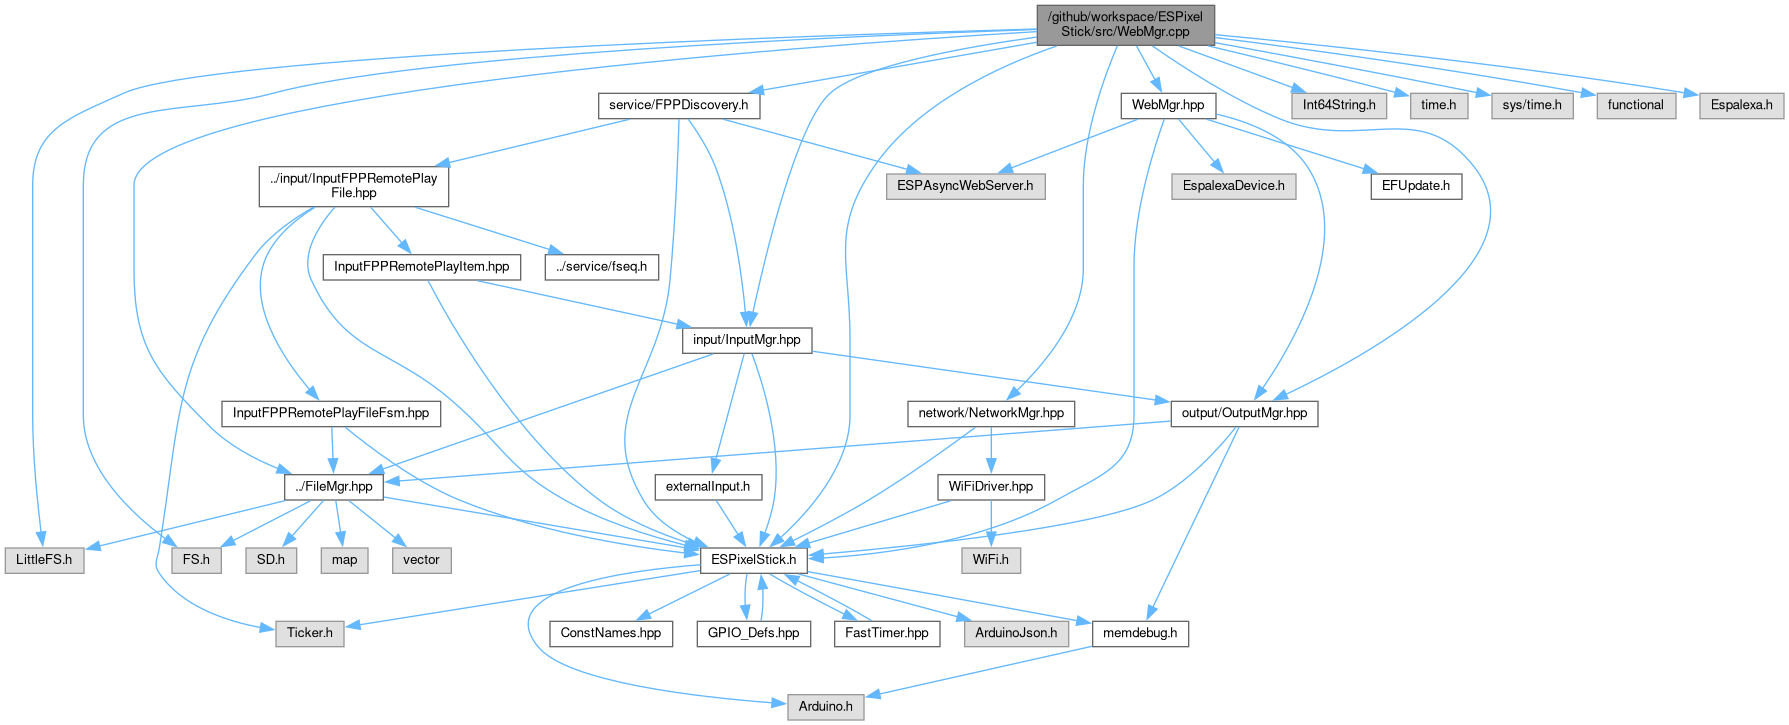 /github/workspace/ESPixel
Stick/src/WebMgr.cpp
service/FPPDiscovery.h
WebMgr.hpp
Int64String.h
time.h
sys/time.h
functional
Espalexa.h
../input/InputFPPRemotePlay
File.hpp
ESPAsyncWebServer.h
EspalexaDevice.h
EFUpdate.h
InputFPPRemotePlayItem.hpp
../service/fseq.h
input/InputMgr.hpp
InputFPPRemotePlayFileFsm.hpp
network/NetworkMgr.hpp
output/OutputMgr.hpp
../FileMgr.hpp
externalInput.h
WiFiDriver.hpp
LittleFS.h
FS.h
SD.h
map
vector
ESPixelStick.h
WiFi.h
Ticker.h
ConstNames.hpp
GPIO_Defs.hpp
FastTimer.hpp
ArduinoJson.h
memdebug.h
Arduino.h